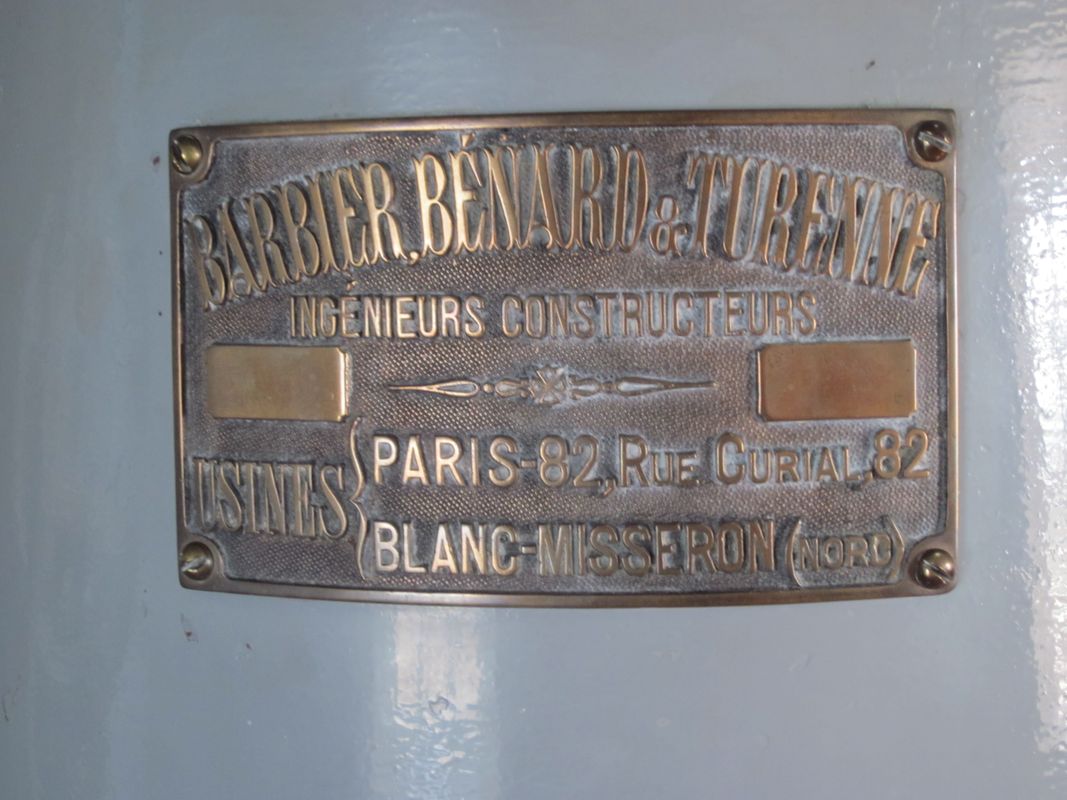 BARBIER, BÉNARD & TURENNE
INGÉNIEURS CONSTRUCTEURS
USINES
PARIS-82, RUE CURIAL, 82
BLANC-MISSERON (NORD)